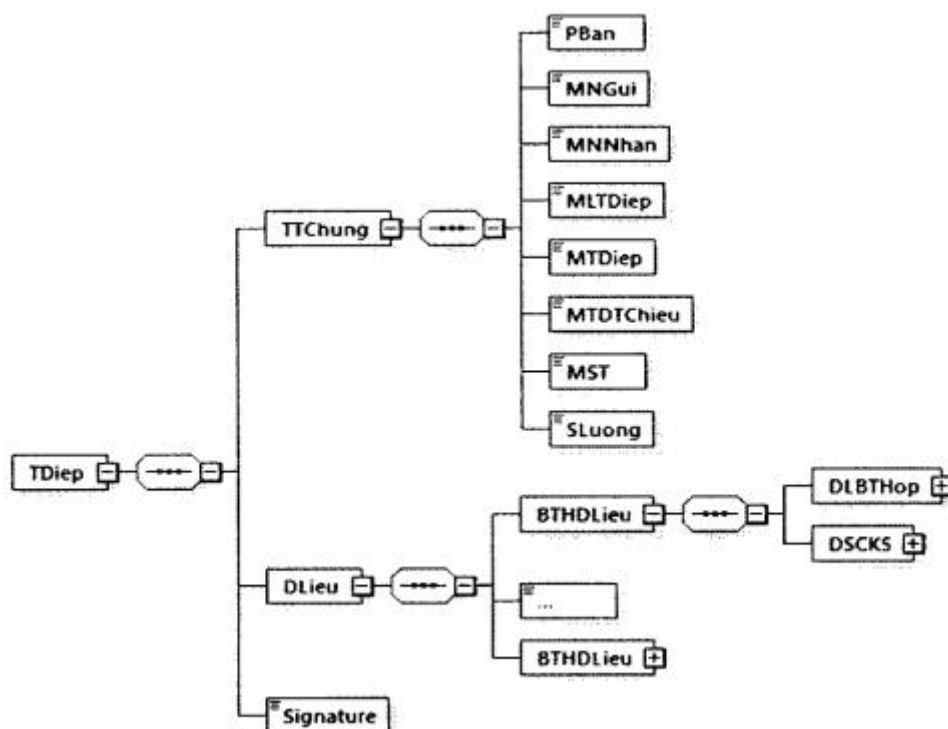 PBan
MNGui
MNNhan
MLTDiep
TTChung
MTDiep
MTDTChieu
MST
SLuong
TDiep
BTHDLieu
DLBTHop
DSCKS
DLieu
...
BTHDLieu
Signature